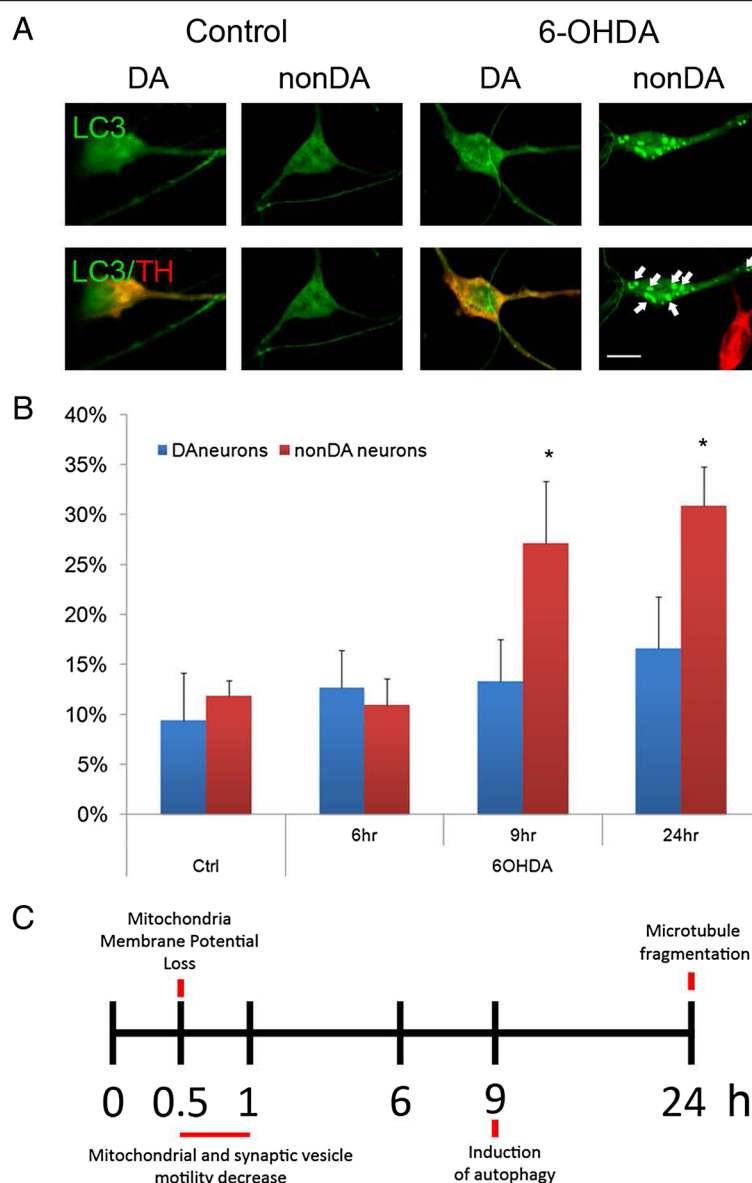 A
Control
6-OHDA
DA
nonDA
DA
nonDA
LC3
LC3/TH
B
40%
35%
30%
25%
20%
15%
10%
5%
0%
DAneurons
nonDA neurons
*
*
6hr
9hr
24hr
Ctrl
6OHDA
C
Mitochondria
Membrane Potential
Loss
Microtubule
fragmentation
0
0.5
1
6
9
24 h
Mitochondrial and synaptic vesicle
motility decrease
Induction
of autophagy